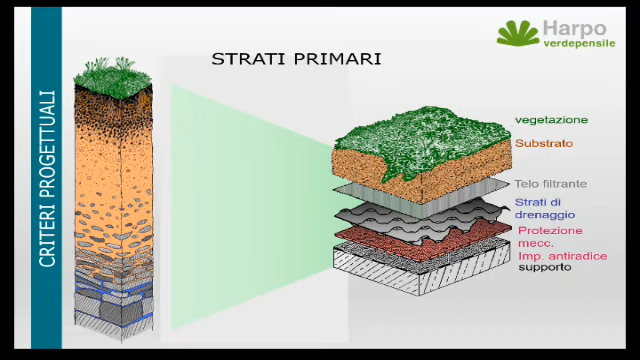 Harpo
verdepensile
STRATI PRIMARI
CRITERI PROGETTUALI
vegetazione
Substrato
Telo filtrante
Strati di
drenaggio
Protezione
mecc.
Imp. antiradice
supporto